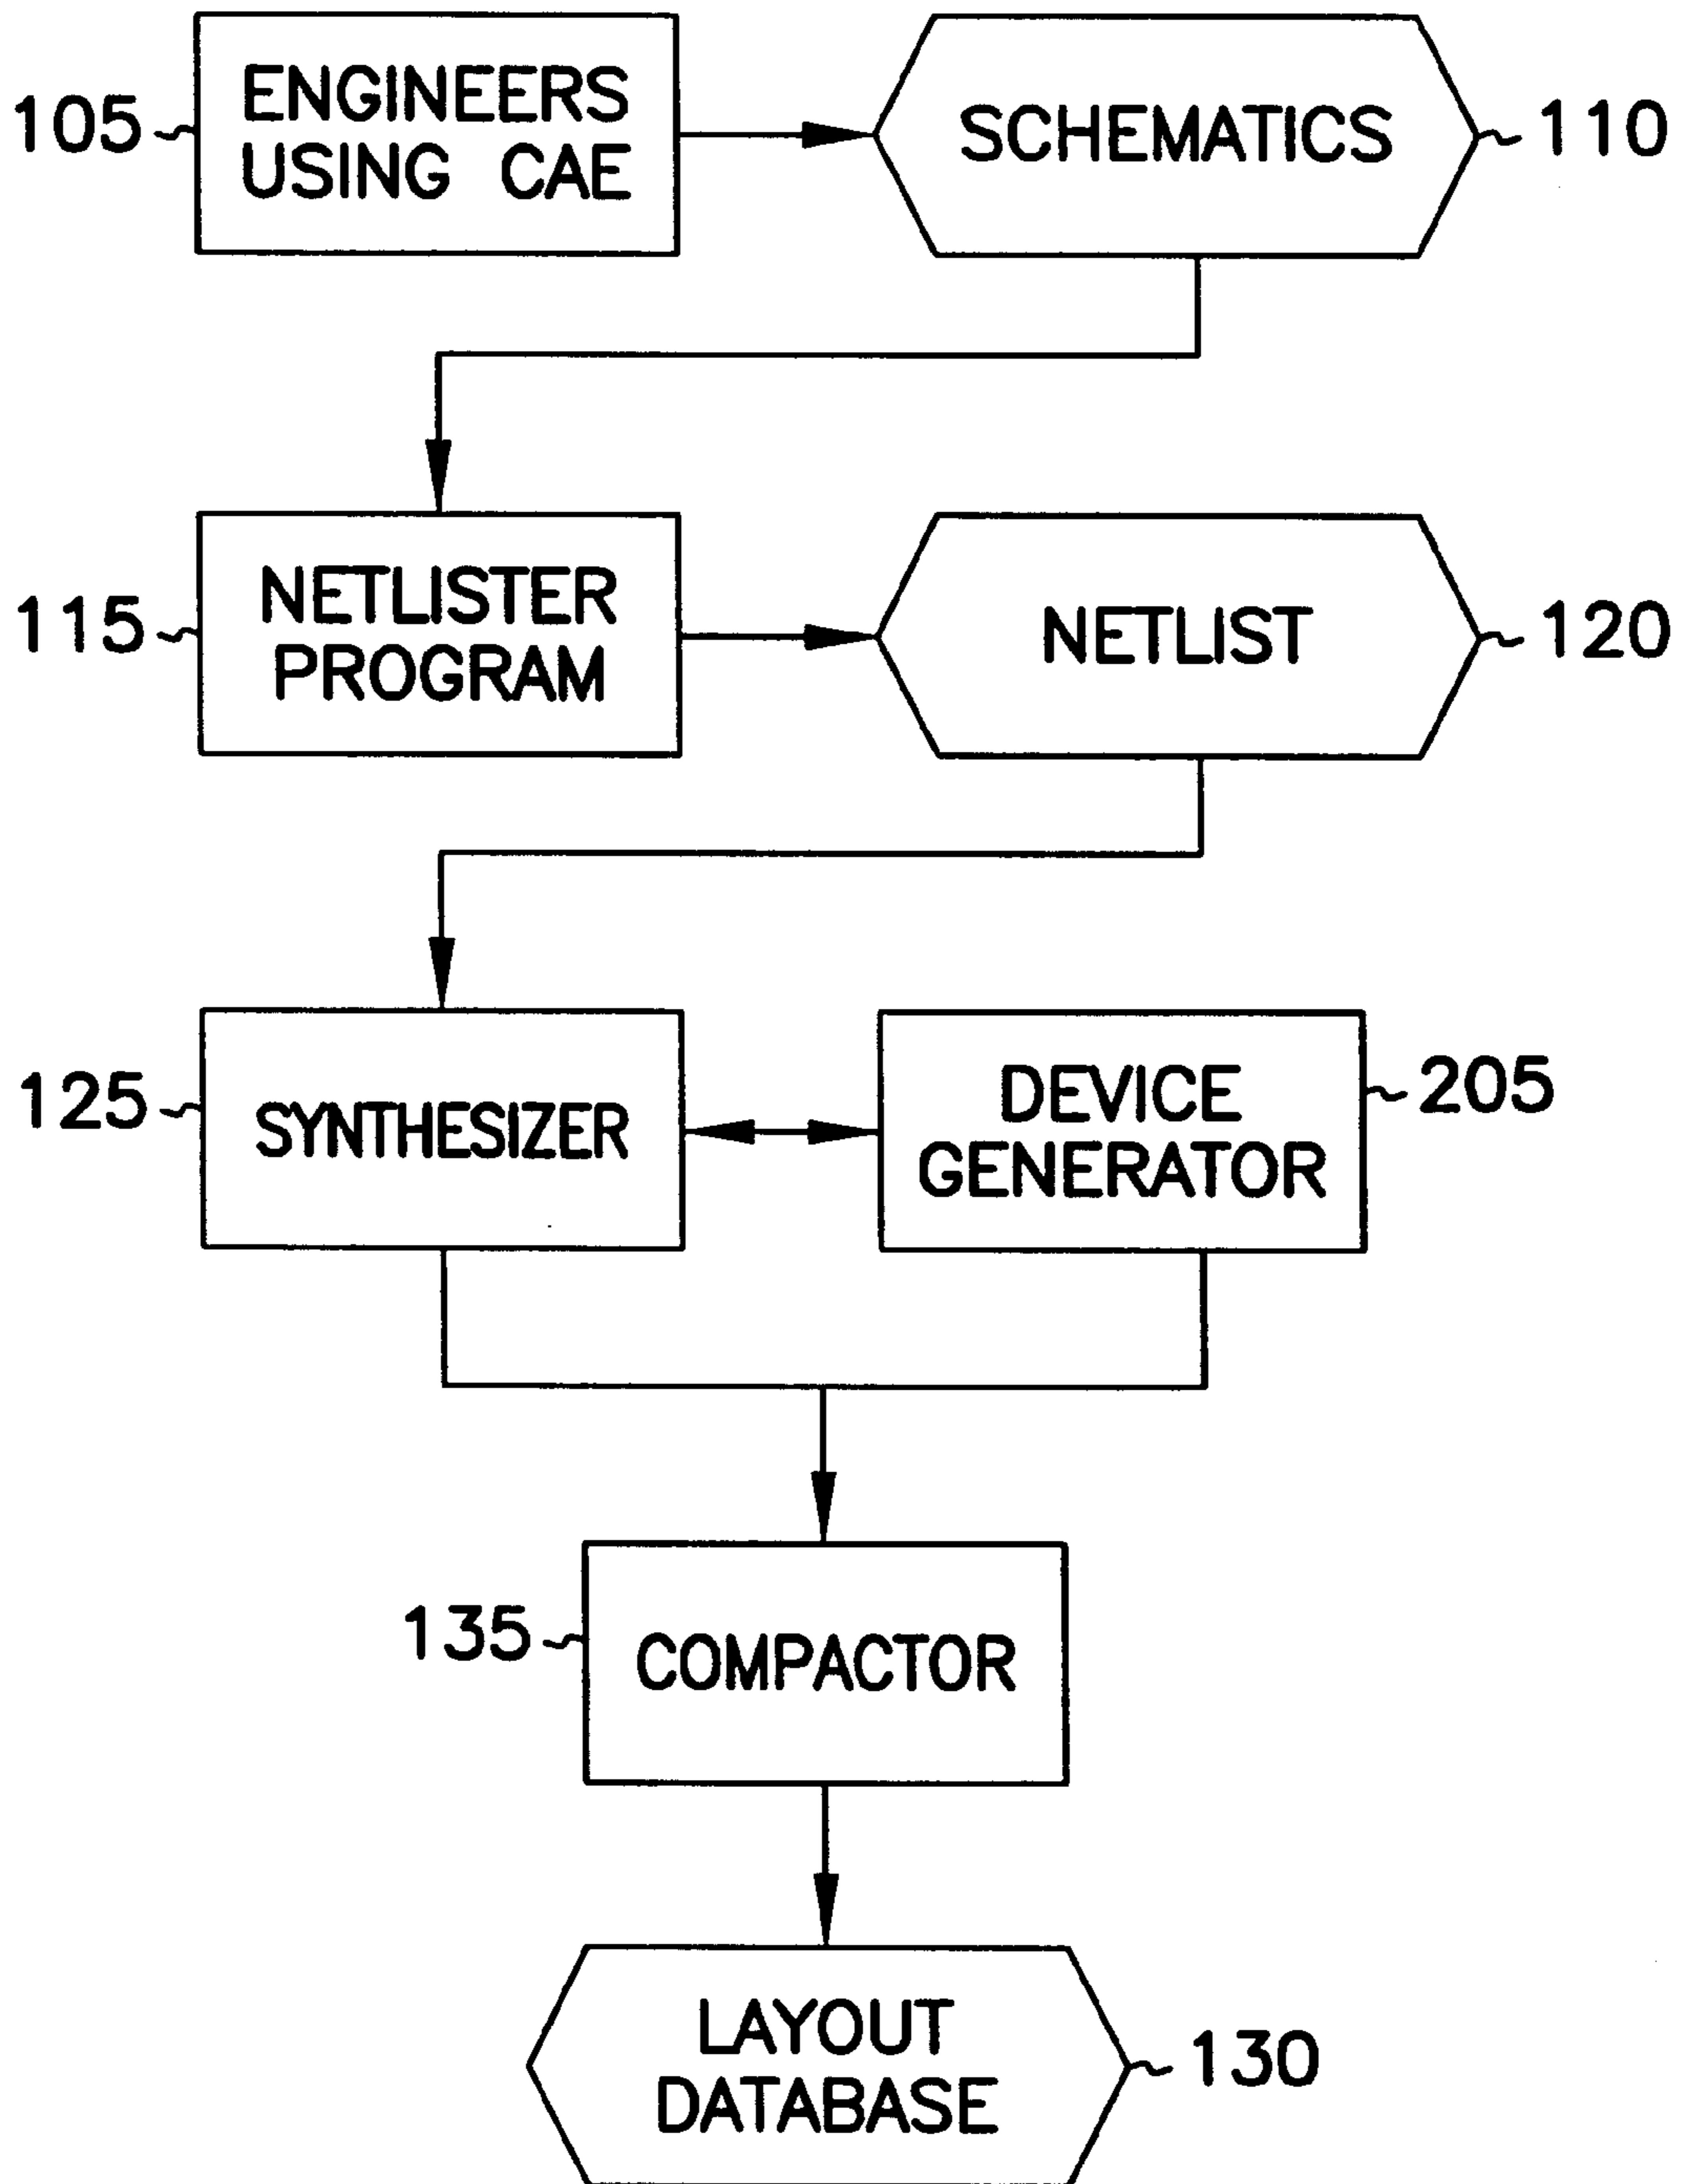 ENGINEERS
USING CAE
105
SCHEMATICS
110
NETLISTER
PROGRAM
115
NETLIST
120
SYNTHESIZER
125
DEVICE
GENERATOR
205
COMPACTOR
135
LAYOUT
DATABASE
130